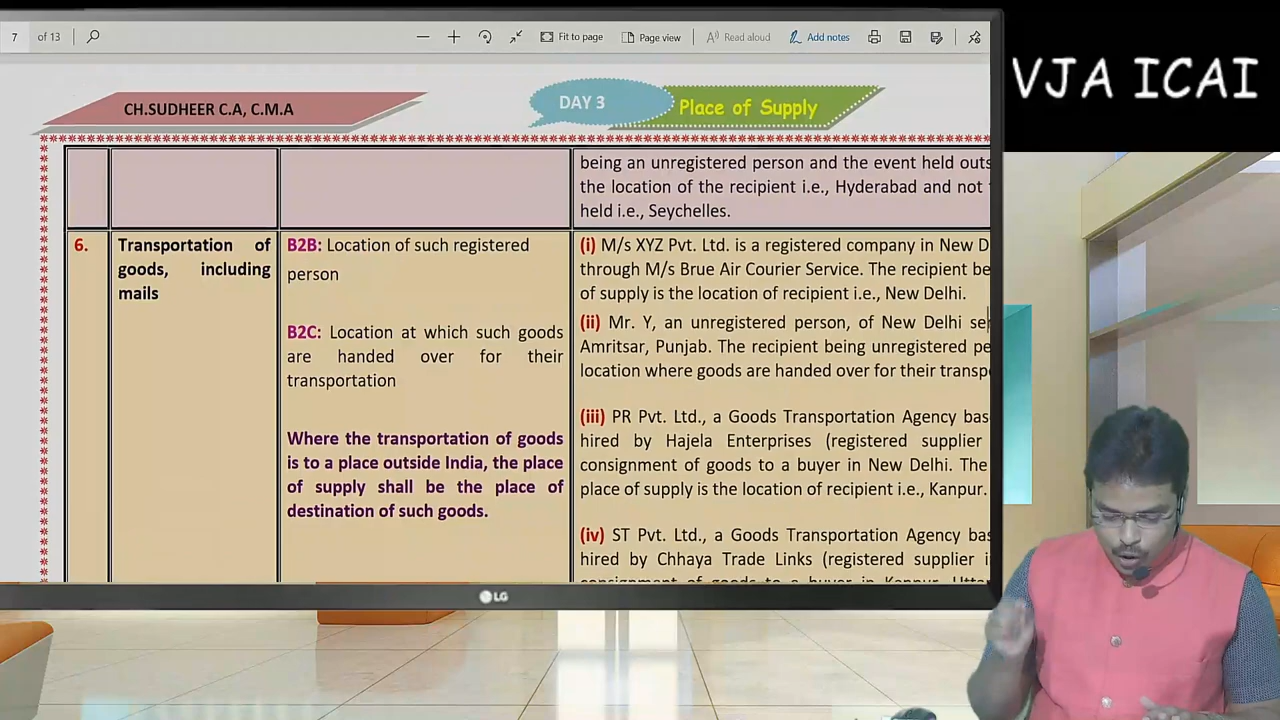 7 of 13
Fit to page
Page view
Read aloud
Add notes
VJA ICAI
CH.SUDHEER C.A, C.M.A
DAY 3
Place of Supply
being an unregistered person and the event held outs
the location of the recipient i.e., Hyderabad and not
held i.e., Seychelles.
6.
Transportation of
goods, including
mails
B2B: Location of such registered
person
B2C: Location at which such goods
are handed over for their
transportation
Where the transportation of goods
is to a place outside India, the place
of supply shall be the place of
destination of such goods.
(i) M/s XYZ Pvt. Ltd. is a registered company in New D
through M/s Brue Air Courier Service. The recipient be
of supply is the location of recipient i.e., New Delhi.
(ii) Mr. Y, an unregistered person, of New Delhi se
Amritsar, Punjab. The recipient being unregistered pe
location where goods are handed over for their transp
(iii) PR Pvt. Ltd., a Goods Transportation Agency bas
hired by Hajela Enterprises (registered supplier
consignment of goods to a buyer in New Delhi. The
place of supply is the location of recipient i.e., Kanpur.
(iv) ST Pvt. Ltd., a Goods Transportation Agency bas
hired by Chhaya Trade Links (registered supplier i
consignment of goods to a buyer in Kanpur, Utta
LG